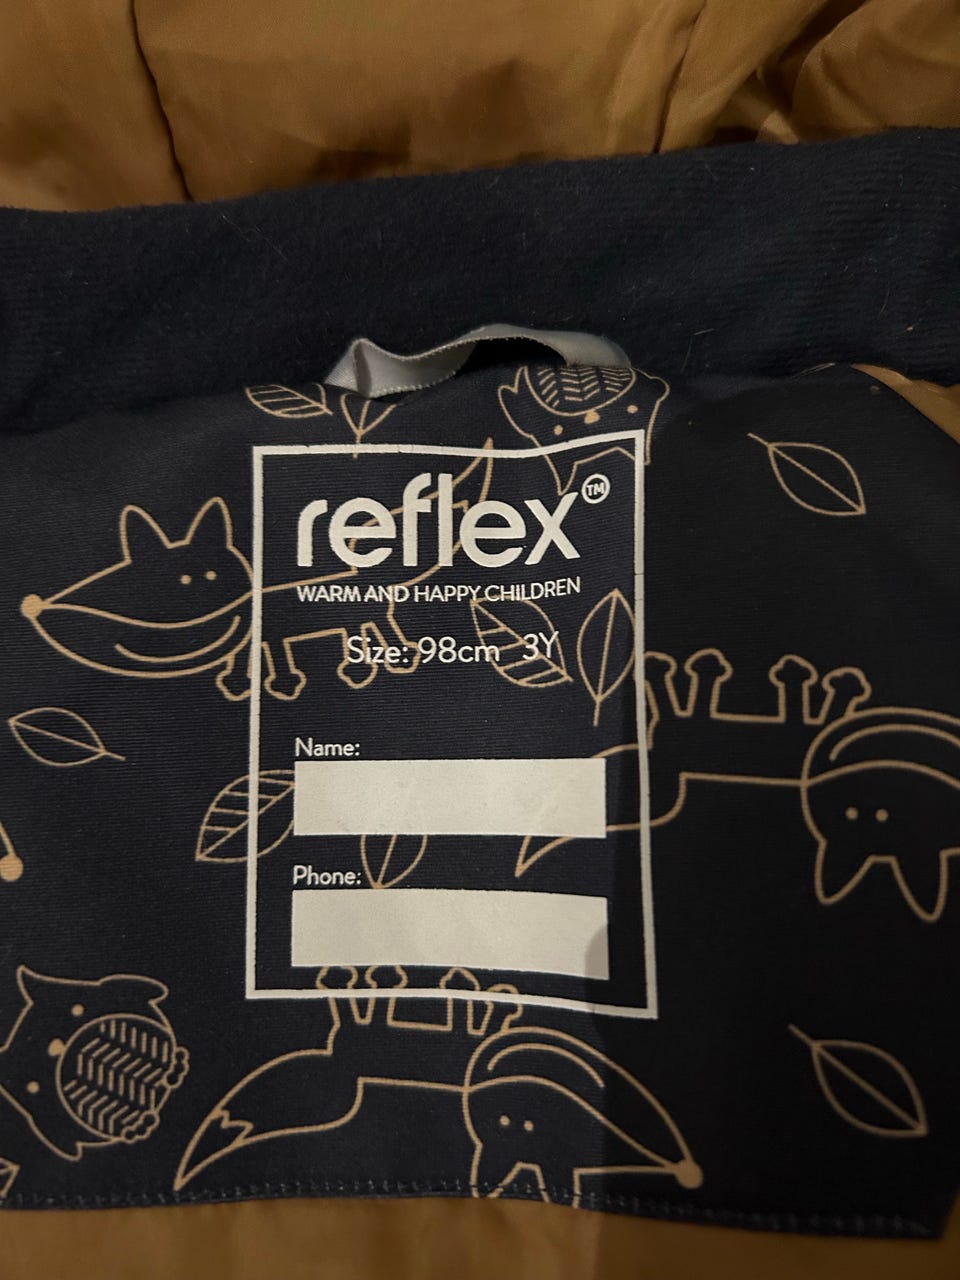 reflex™
WARM AND HAPPY CHILDREN
Size: 98cm 3Y
Name:
Phone: